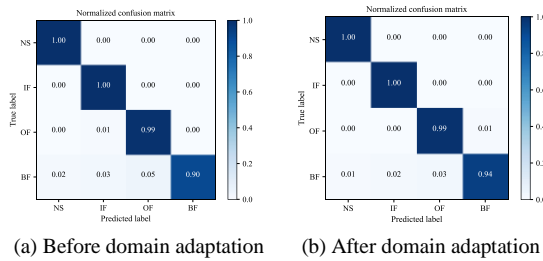 Normalized confusion matrix
NS 1.00 0.00 0.00 0.00
IF 0.00 1.00 0.00 0.00
OF 0.00 0.01 0.99 0.00
BF 0.02 0.03 0.05 0.90
NS IF OF BF
True label
Predicted label
1.0
0.8
0.6
0.4
0.2
0.0
(a) Before domain adaptation
Normalized confusion matrix
NS 1.00 0.00 0.00 0.00
IF 0.00 1.00 0.00 0.00
OF 0.00 0.00 0.99 0.01
BF 0.01 0.02 0.03 0.94
NS IF OF BF
True label
Predicted label
(b) After domain adaptation